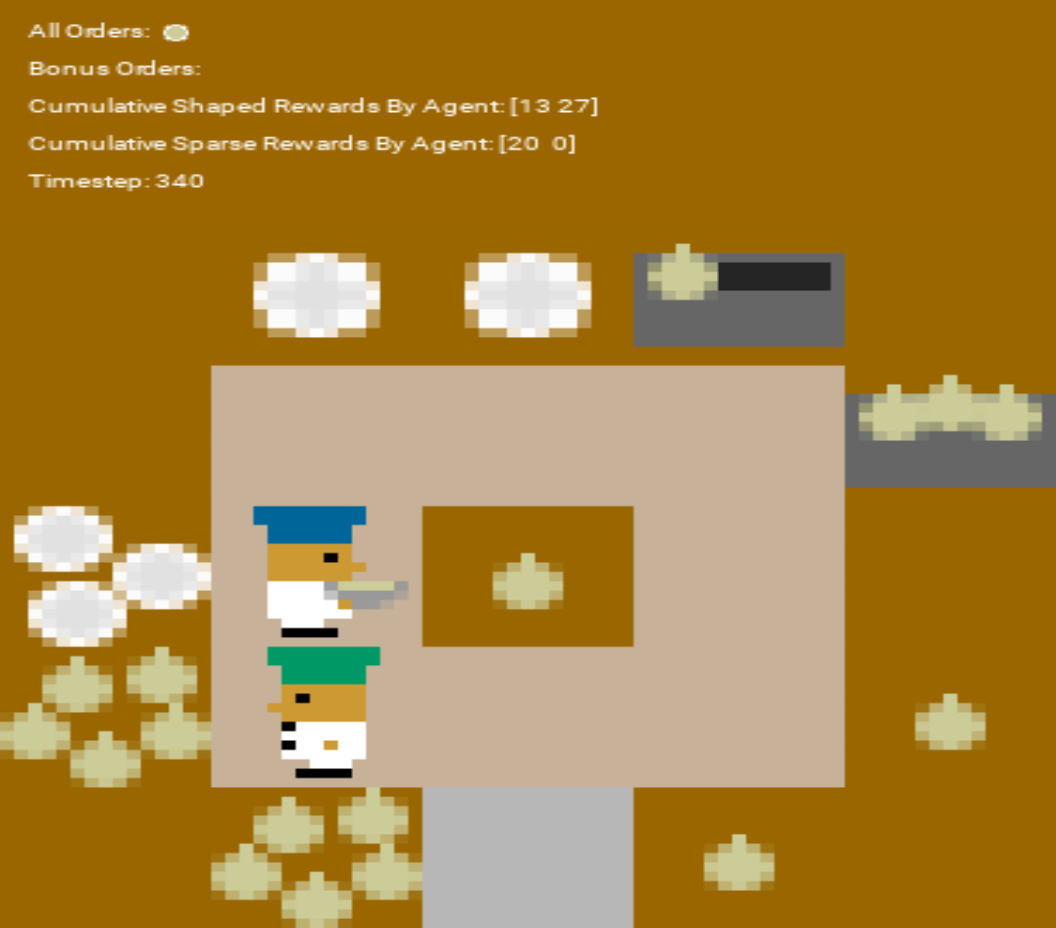 All Orders:
Bonus Orders:
Cumulative Shaped Rewards By Agent: [13 27]
Cumulative Sparse Rewards By Agent: [20  0]
Timestep: 340